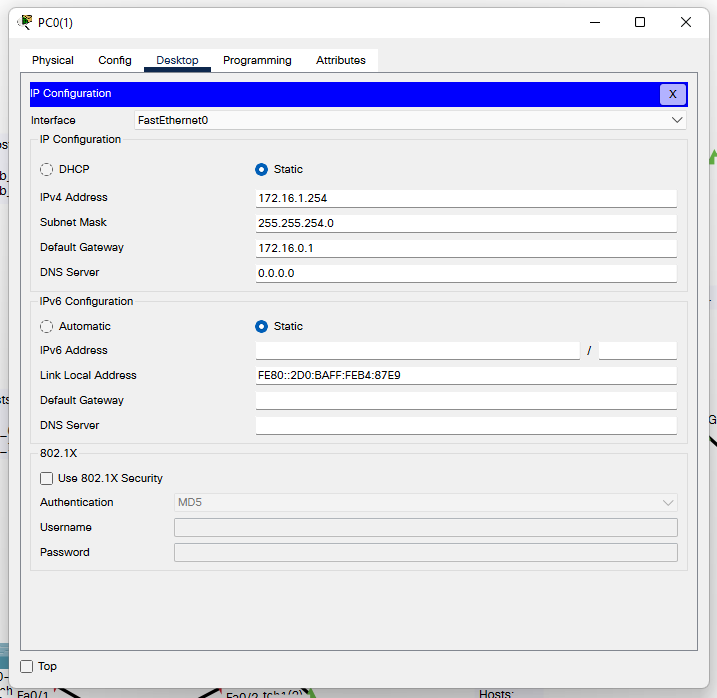 PC0(1)
Physical Config Desktop Programming Attributes
IP Configuration X
Interface FastEthernet0
IP Configuration
DHCP Static
IPv4 Address 172.16.1.254
Subnet Mask 255.255.254.0
Default Gateway 172.16.0.1
DNS Server 0.0.0.0
IPv6 Configuration
Automatic Static
IPv6 Address /
Link Local Address FE80::2D0:BAFF:FEB4:87E9
Default Gateway
DNS Server
802.1X
Use 802.1X Security
Authentication MD5
Username
Password
Top
Fa0/1 Hosts: